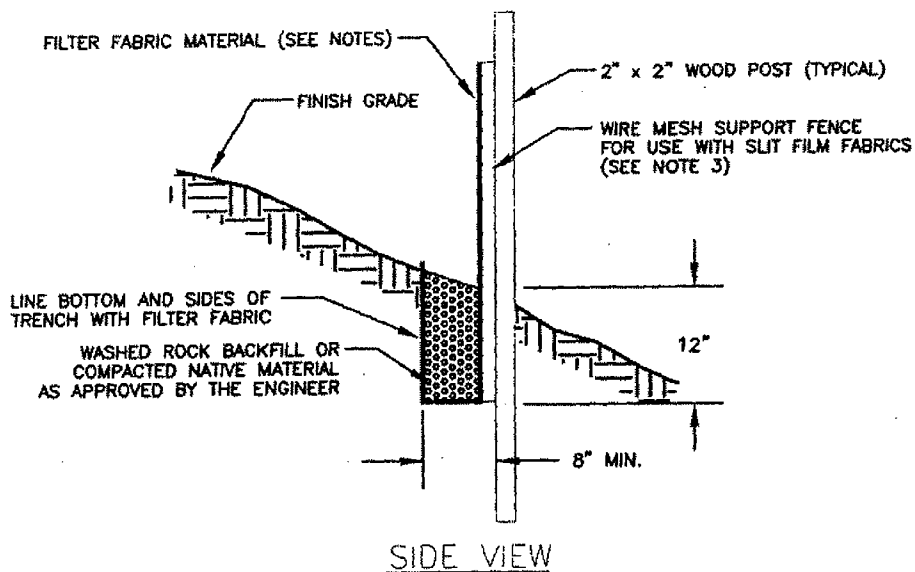 FILTER FABRIC MATERIAL (SEE NOTES)
2" x 2" WOOD POST (TYPICAL)
FINISH GRADE
WIRE MESH SUPPORT FENCE
FOR USE WITH SLIT FILM FABRICS
(SEE NOTE 3)
LINE BOTTOM AND SIDES OF
TRENCH WITH FILTER FABRIC
WASHED ROCK BACKFILL OR
COMPACTED NATIVE MATERIAL
AS APPROVED BY THE ENGINEER
12"
8" MIN.
SIDE VIEW